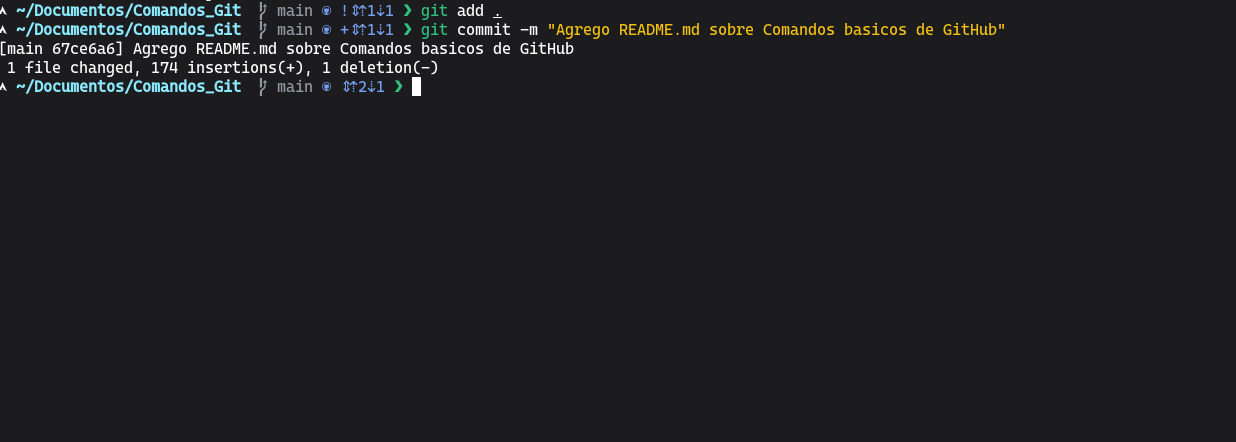 ~/Documentos/Comandos_Git main !⇕⇡1⇣1 ❯ git add .
~/Documentos/Comandos_Git main +⇕⇡1⇣1 ❯ git commit -m "Agrego README.md sobre Comandos basicos de GitHub"
[main 67ce6a6] Agrego README.md sobre Comandos basicos de GitHub
1 file changed, 174 insertions(+), 1 deletion(-)
~/Documentos/Comandos_Git main ⇕⇡2⇣1 ❯